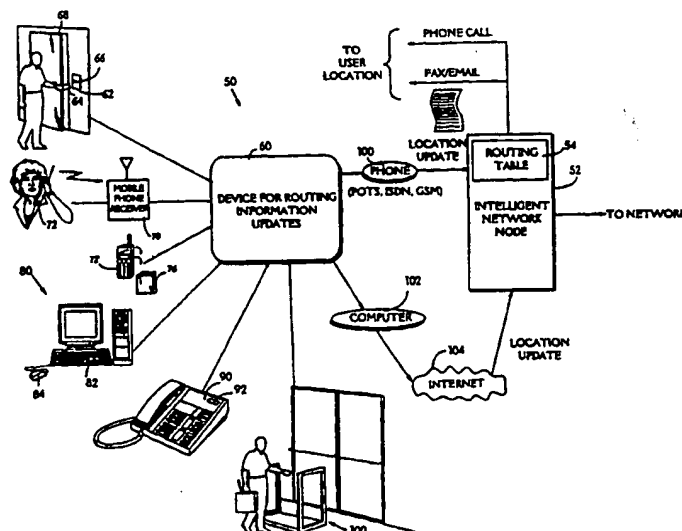 68
66
64
62
50
TO
USER
LOCATION
PHONE CALL
FAX/EMAIL
LOCATION
UPDATE
60
DEVICE FOR ROUTING
INFORMATION
UPDATES
100
PHONE
(POTS, ISDN, GSM)
54
ROUTING
TABLE
52
INTELLIGENT
NETWORK
NODE
TO NETWORK
72
MOBILE
PHONE
RECEIVER
70
76
80
82
84
90
92
102
COMPUTER
104
INTERNET
LOCATION
UPDATE